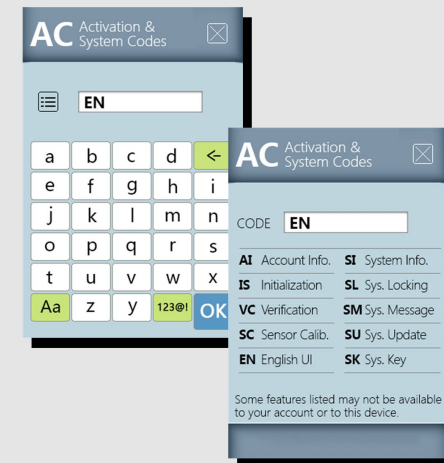 AC Activation &
System Codes
EN
a b c d ←
e f g h i
j k l m n
o p q r s
t u v w x
Aa z y 123@! OK
AC Activation &
System Codes
CODE EN
AI Account Info. SI System Info.
IS Initialization SL Sys. Locking
VC Verification SM Sys. Message
SC Sensor Calib. SU Sys. Update
EN English UI SK Sys. Key
Some features listed may not be available
to your account or to this device.